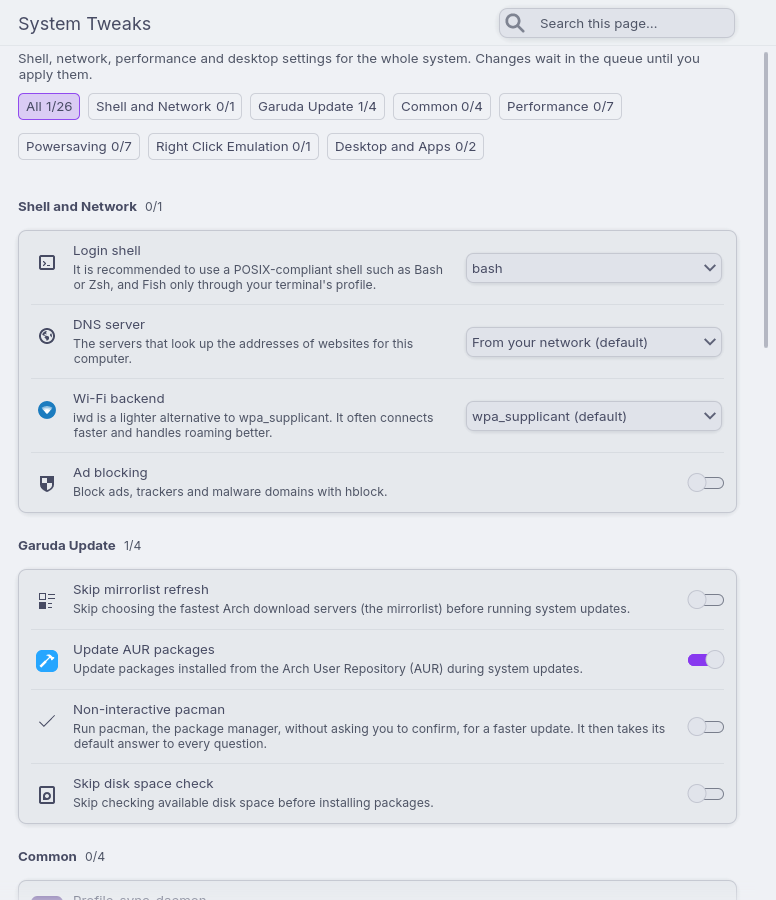 System Tweaks
Search this page...
Shell, network, performance and desktop settings for the whole system. Changes wait in the queue until you
apply them.
All 1/26
Shell and Network 0/1
Garuda Update 1/4
Common 0/4
Performance 0/7
Powersaving 0/7
Right Click Emulation 0/1
Desktop and Apps 0/2
Shell and Network 0/1
Login shell
It is recommended to use a POSIX-compliant shell such as Bash
or Zsh, and Fish only through your terminal's profile.
bash
DNS server
The servers that look up the addresses of websites for this
computer.
From your network (default)
Wi-Fi backend
iwd is a lighter alternative to wpa_supplicant. It often connects
faster and handles roaming better.
wpa_supplicant (default)
Ad blocking
Block ads, trackers and malware domains with hblock.
Garuda Update 1/4
Skip mirrorlist refresh
Skip choosing the fastest Arch download servers (the mirrorlist) before running system updates.
Update AUR packages
Update packages installed from the Arch User Repository (AUR) during system updates.
Non-interactive pacman
Run pacman, the package manager, without asking you to confirm, for a faster update. It then takes its
default answer to every question.
Skip disk space check
Skip checking available disk space before installing packages.
Common 0/4